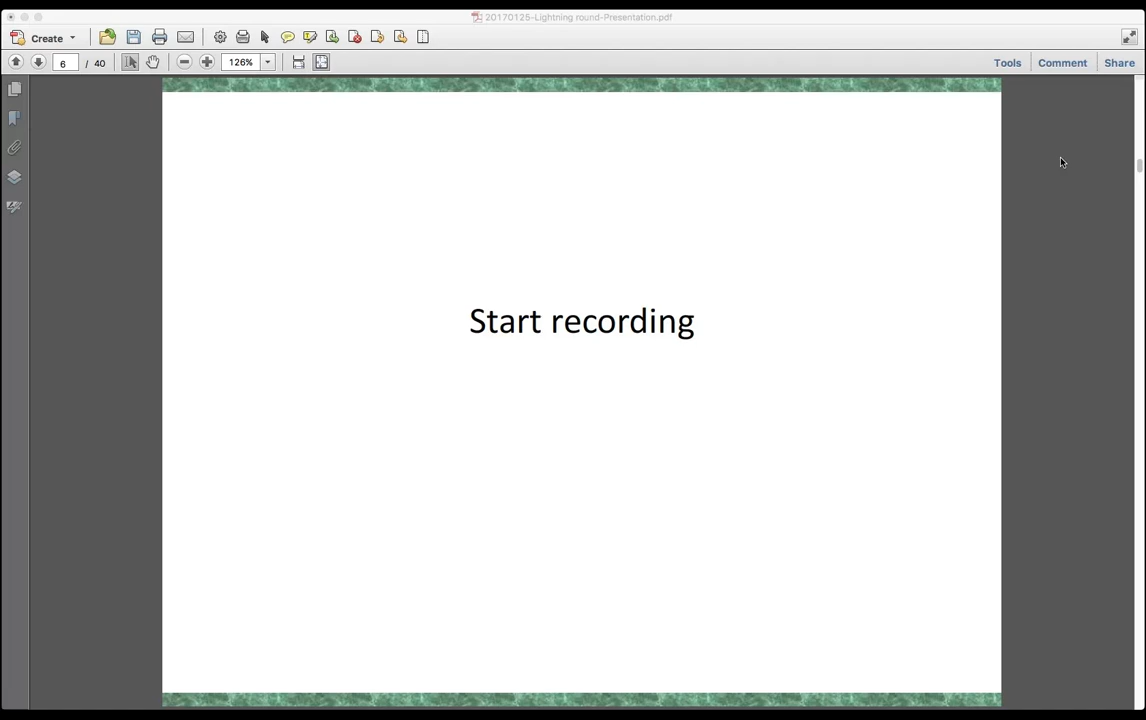 20170125-Lightning round-Presentation.pdf
Create
6 / 40
126%
Tools
Comment
Share
Start recording